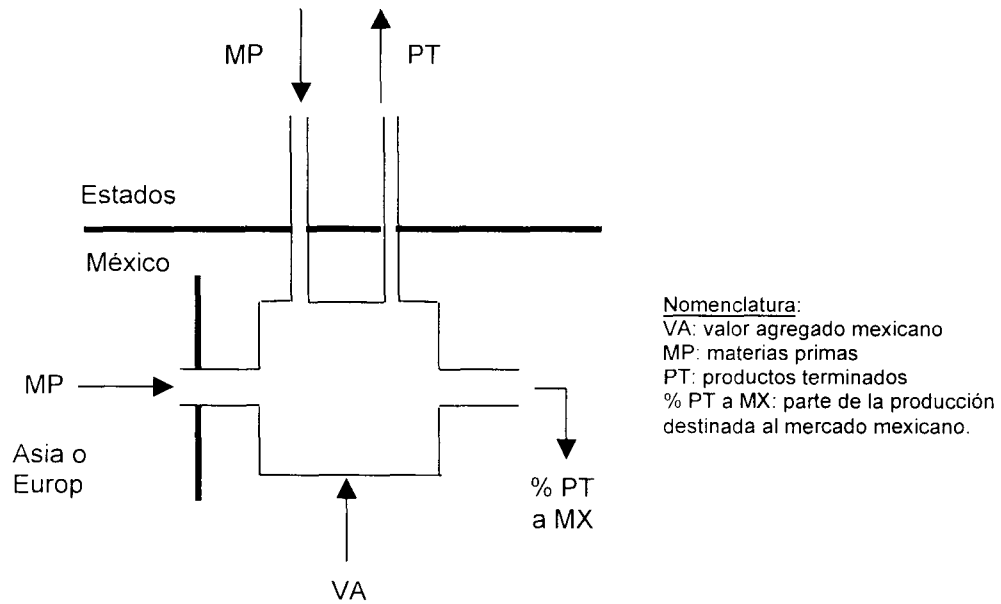 MP
PT
Estados
México
MP
Asia o
Europ
VA
% PT
a MX
Nomenclatura:
VA: valor agregado mexicano
MP: materias primas
PT: productos terminados
% PT a MX: parte de la producción
destinada al mercado mexicano.